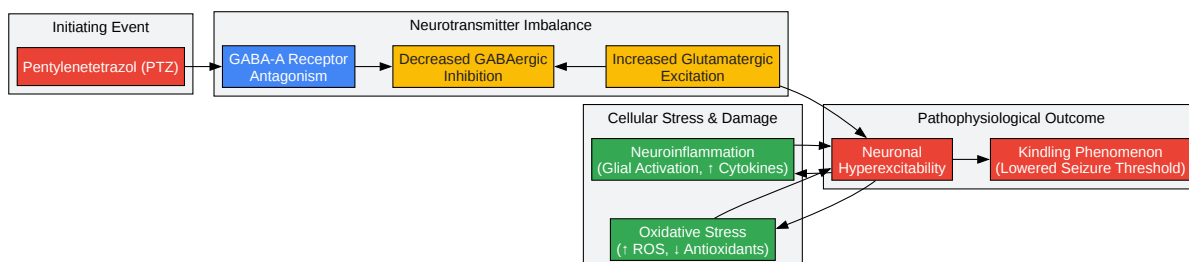 Initiating Event
Pentylenetetrazol (PTZ)
Neurotransmitter Imbalance
GABA-A Receptor
Antagonism
Decreased GABAergic
Inhibition
Increased Glutamatergic
Excitation
Cellular Stress & Damage
Neuroinflammation
(Glial Activation, ↑ Cytokines)
Oxidative Stress
(↑ ROS, ↓ Antioxidants)
Pathophysiological Outcome
Neuronal
Hyperexcitability
Kindling Phenomenon
(Lowered Seizure Threshold)